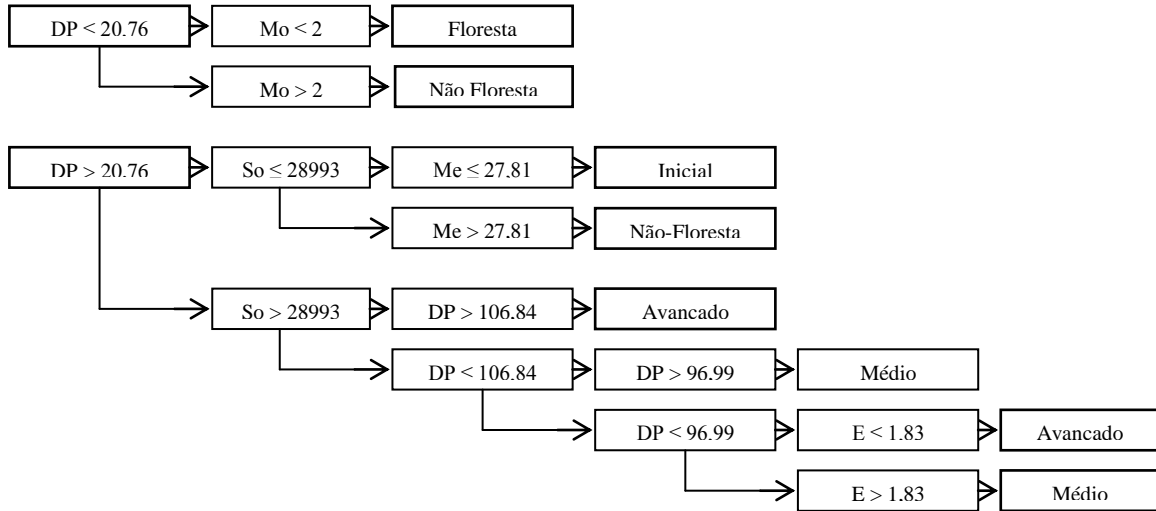 DP < 20.76 Mo < 2 Floresta
Mo > 2 Não Floresta
DP > 20.76 So ≤ 28993 Me ≤ 27.81 Inicial
Me > 27.81 Não-Floresta
So > 28993 DP > 106.84 Avancado
DP < 106.84 DP > 96.99 Médio
DP < 96.99 E < 1.83 Avancado
E > 1.83 Médio